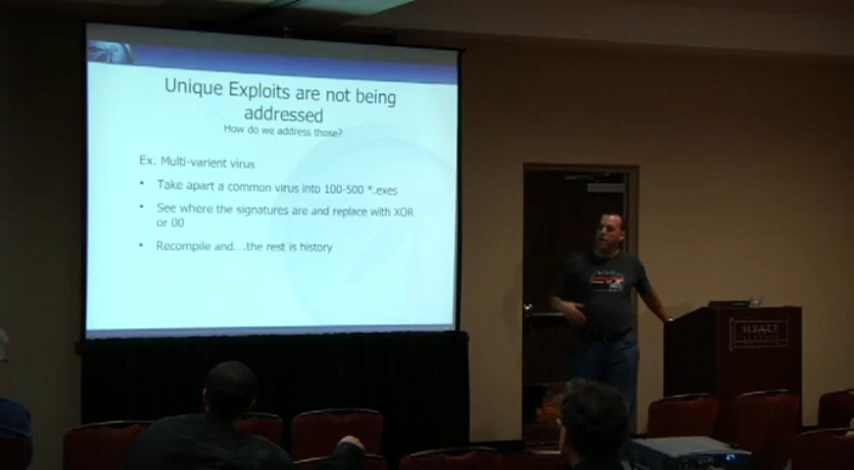 Unique Exploits are not being
addressed
How do we address those?
Ex. Multi-varient virus
• Take apart a common virus into 100-500 *.exes
• See where the signatures are and replace with XOR
or 00
• Recompile and....the rest is history
HYATT